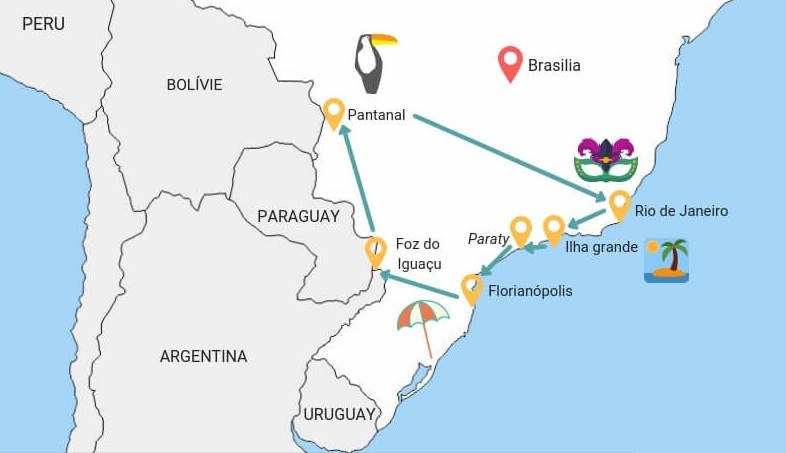 PERU
Brasilia
BOLÍVIE
Pantanal
PARAGUAY
Rio de Janeiro
Paraty
Foz do
Iguaçu
Ilha grande
Florianópolis
ARGENTINA
URUGUAY